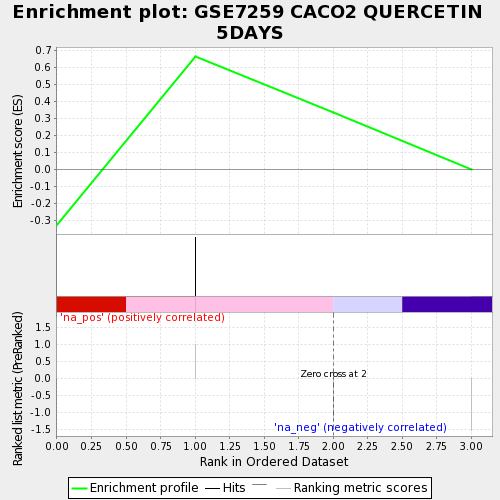 Enrichment plot: GSE7259 CACO2 QUERCETIN
5DAYS
Enrichment score (ES)
0.7
0.6
0.5
0.4
0.3
0.2
0.1
0.0
-0.1
-0.2
-0.3
'na_pos' (positively correlated)
Ranked list metric (PreRanked)
1.5
1.0
0.5
0.0
-0.5
-1.0
-1.5
Zero cross at 2
'na_neg' (negatively correlated)
0.00 0.25 0.50 0.75 1.00 1.25 1.50 1.75 2.00 2.25 2.50 2.75 3.00
Rank in Ordered Dataset
Enrichment profile Hits Ranking metric scores